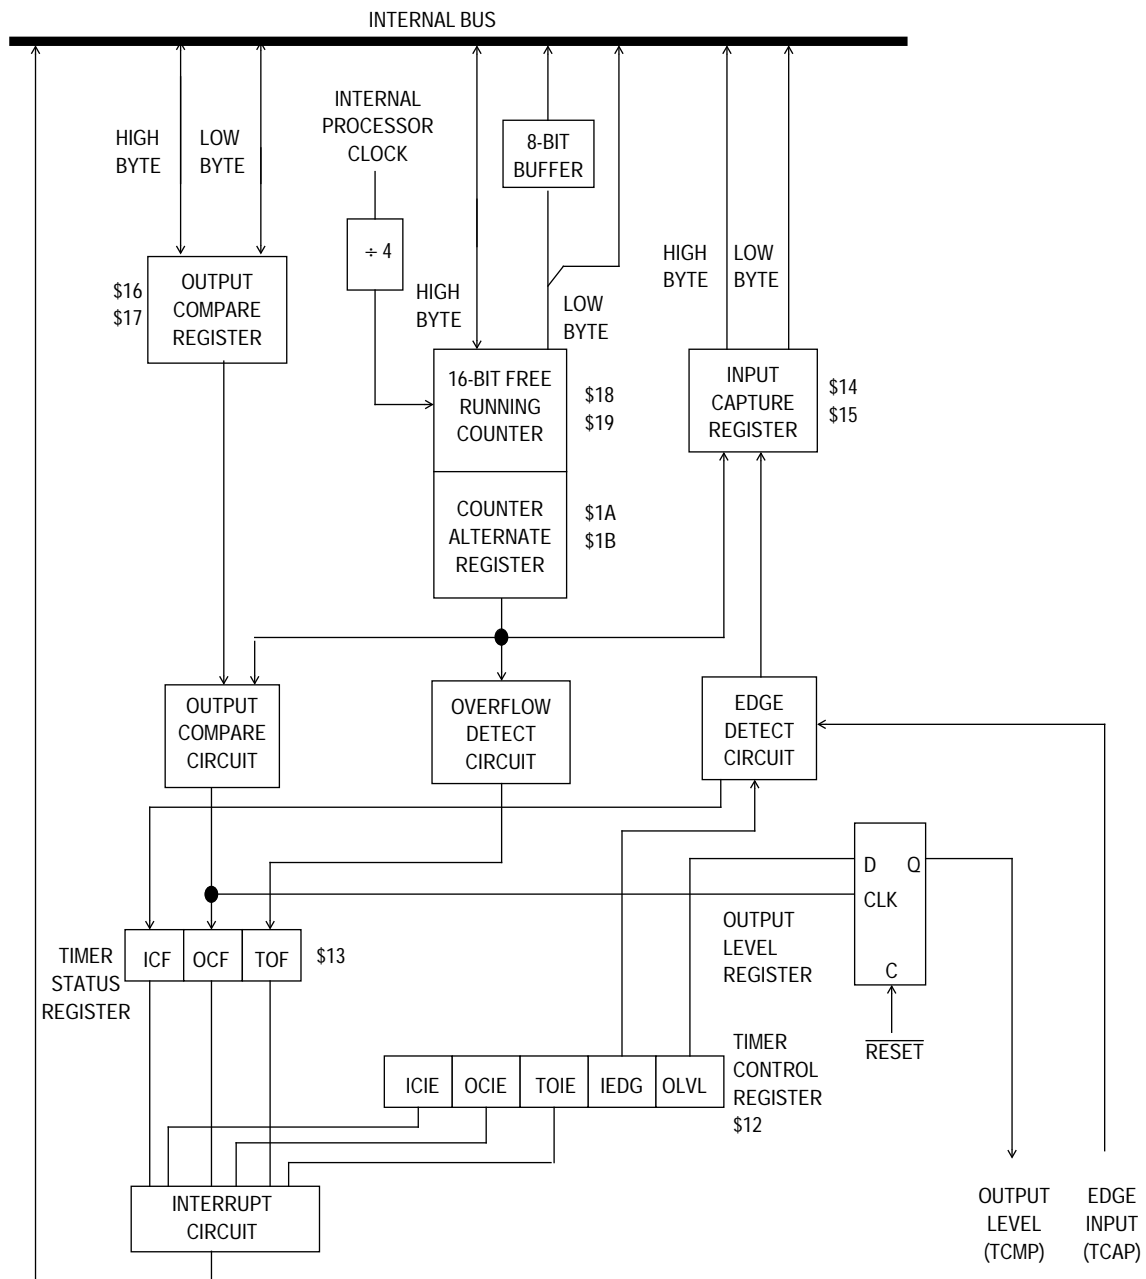 INTERNAL BUS
HIGH
BYTE
LOW
BYTE
INTERNAL
PROCESSOR
CLOCK
8-BIT
BUFFER
÷ 4
HIGH
BYTE
LOW
BYTE
HIGH
BYTE
LOW
BYTE
$16
$17
OUTPUT
COMPARE
REGISTER
16-BIT FREE
RUNNING
COUNTER
$18
$19
INPUT
CAPTURE
REGISTER
$14
$15
COUNTER
ALTERNATE
REGISTER
$1A
$1B
OUTPUT
COMPARE
CIRCUIT
OVERFLOW
DETECT
CIRCUIT
EDGE
DETECT
CIRCUIT
D Q
CLK
C
OUTPUT
LEVEL
REGISTER
RESET
TIMER
STATUS
REGISTER
ICF OCF TOF
$13
ICIE OCIE TOIE IEDG OLVL
TIMER
CONTROL
REGISTER
$12
INTERRUPT
CIRCUIT
OUTPUT
LEVEL
(TCMP)
EDGE
INPUT
(TCAP)